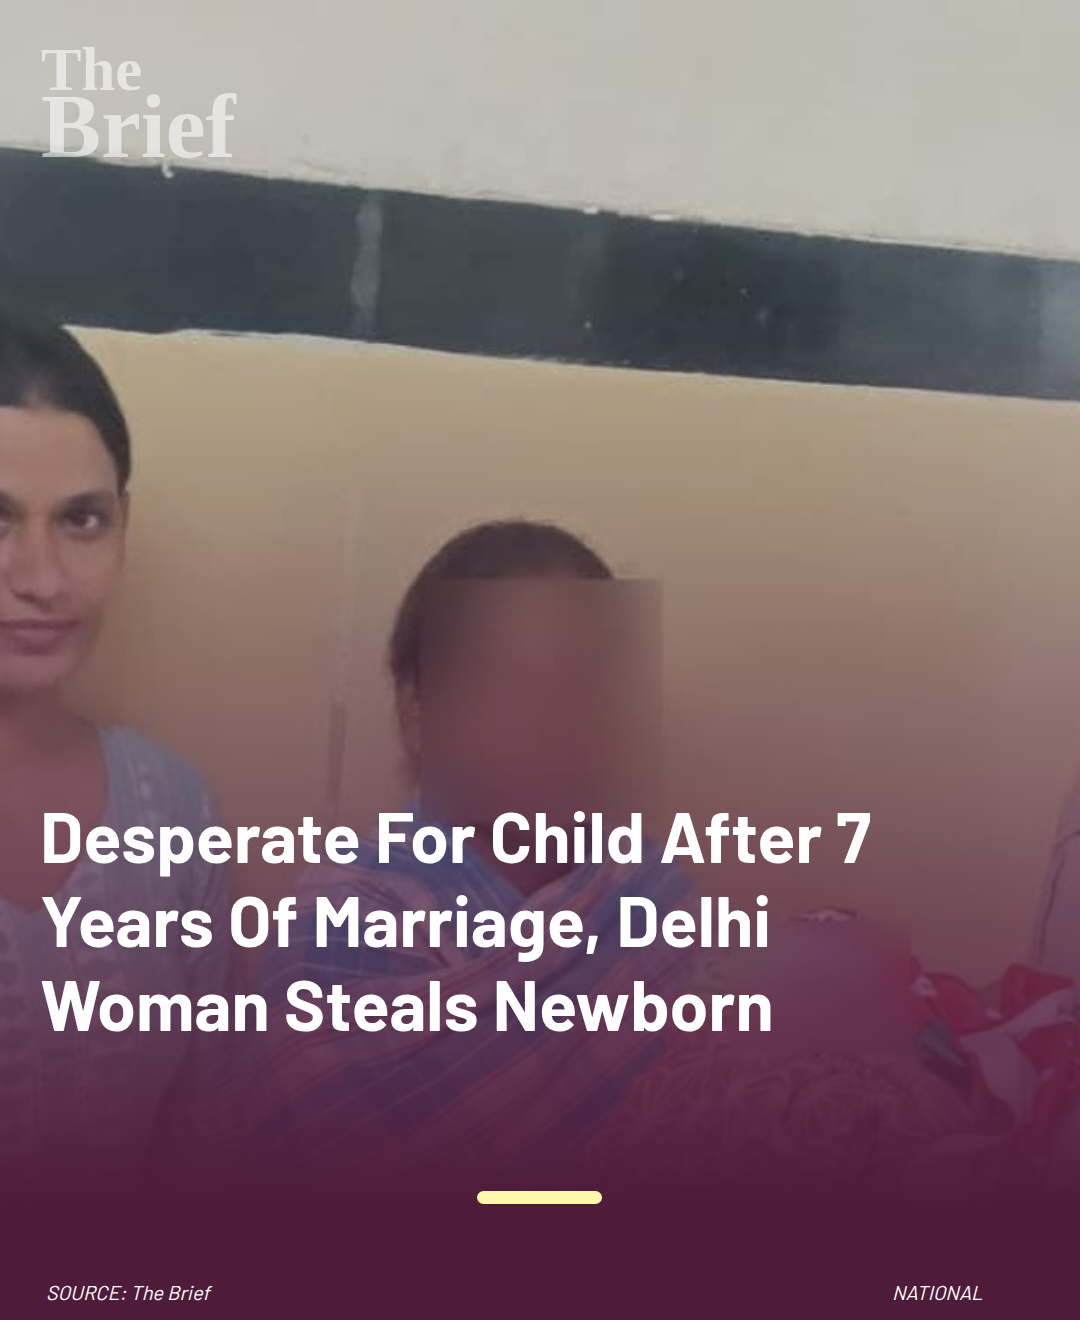 The
Brief
Desperate For Child After 7
Years Of Marriage, Delhi
Woman Steals Newborn
SOURCE: The Brief
NATIONAL